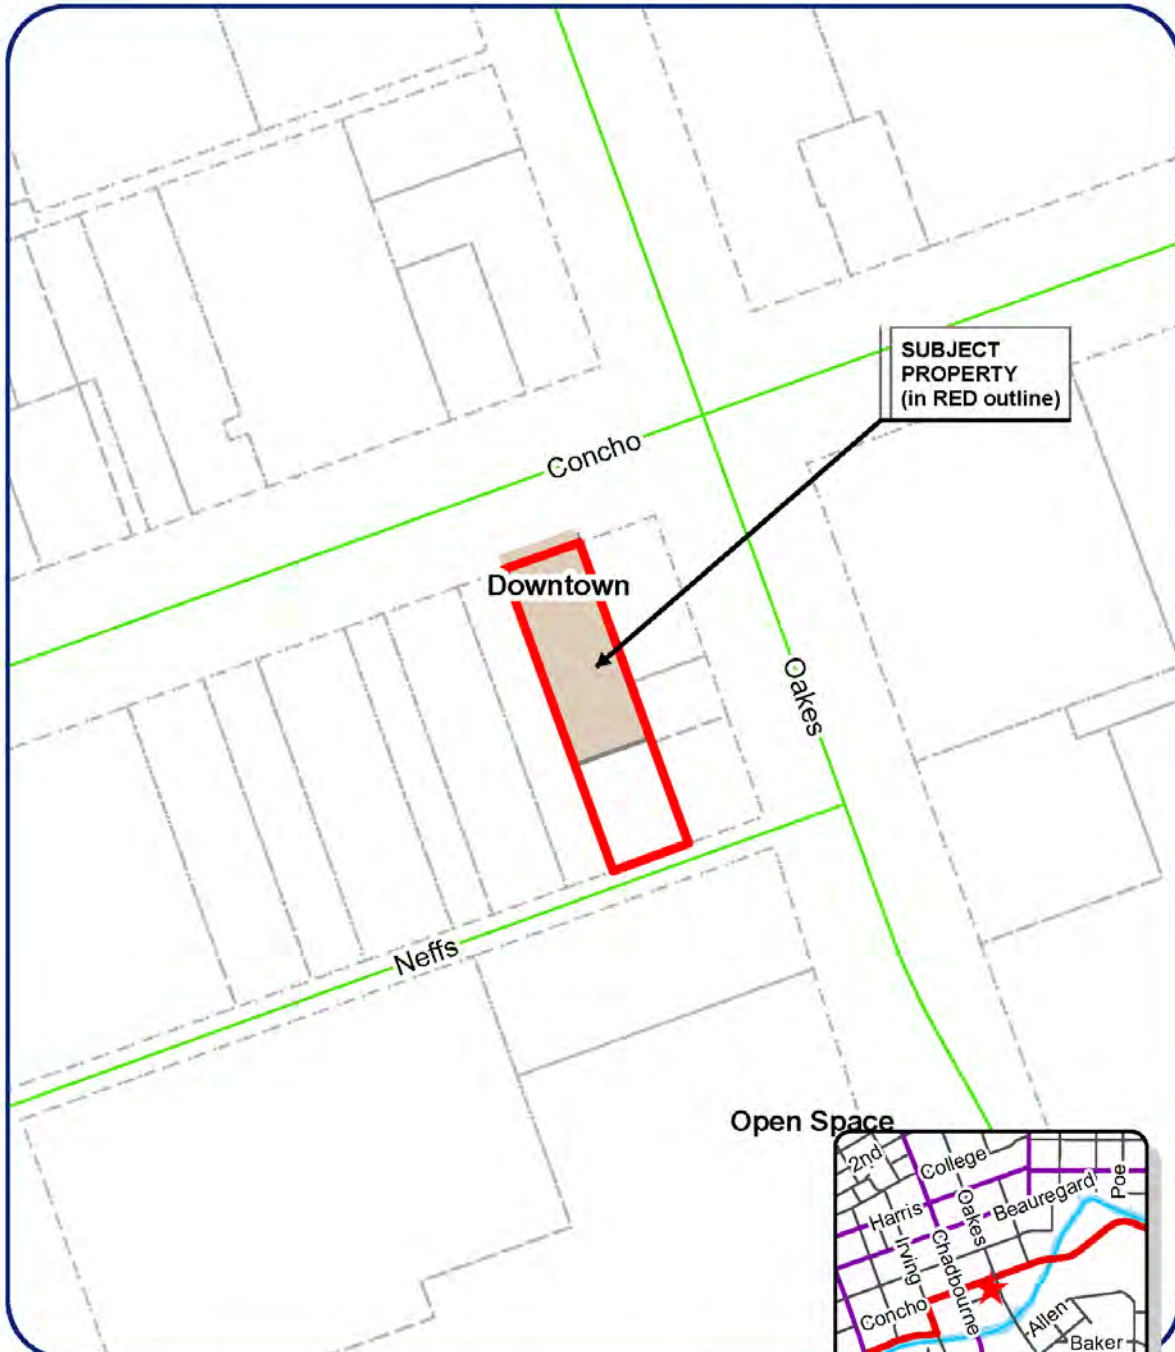 SUBJECT
PROPERTY
(in RED outline)
Concho
Downtown
Oakes
Neffs
Open Space
2nd
College
Poe
Harris
Oakes
Beauregard
Irving
Chadbourne
Concho
Allen
Baker